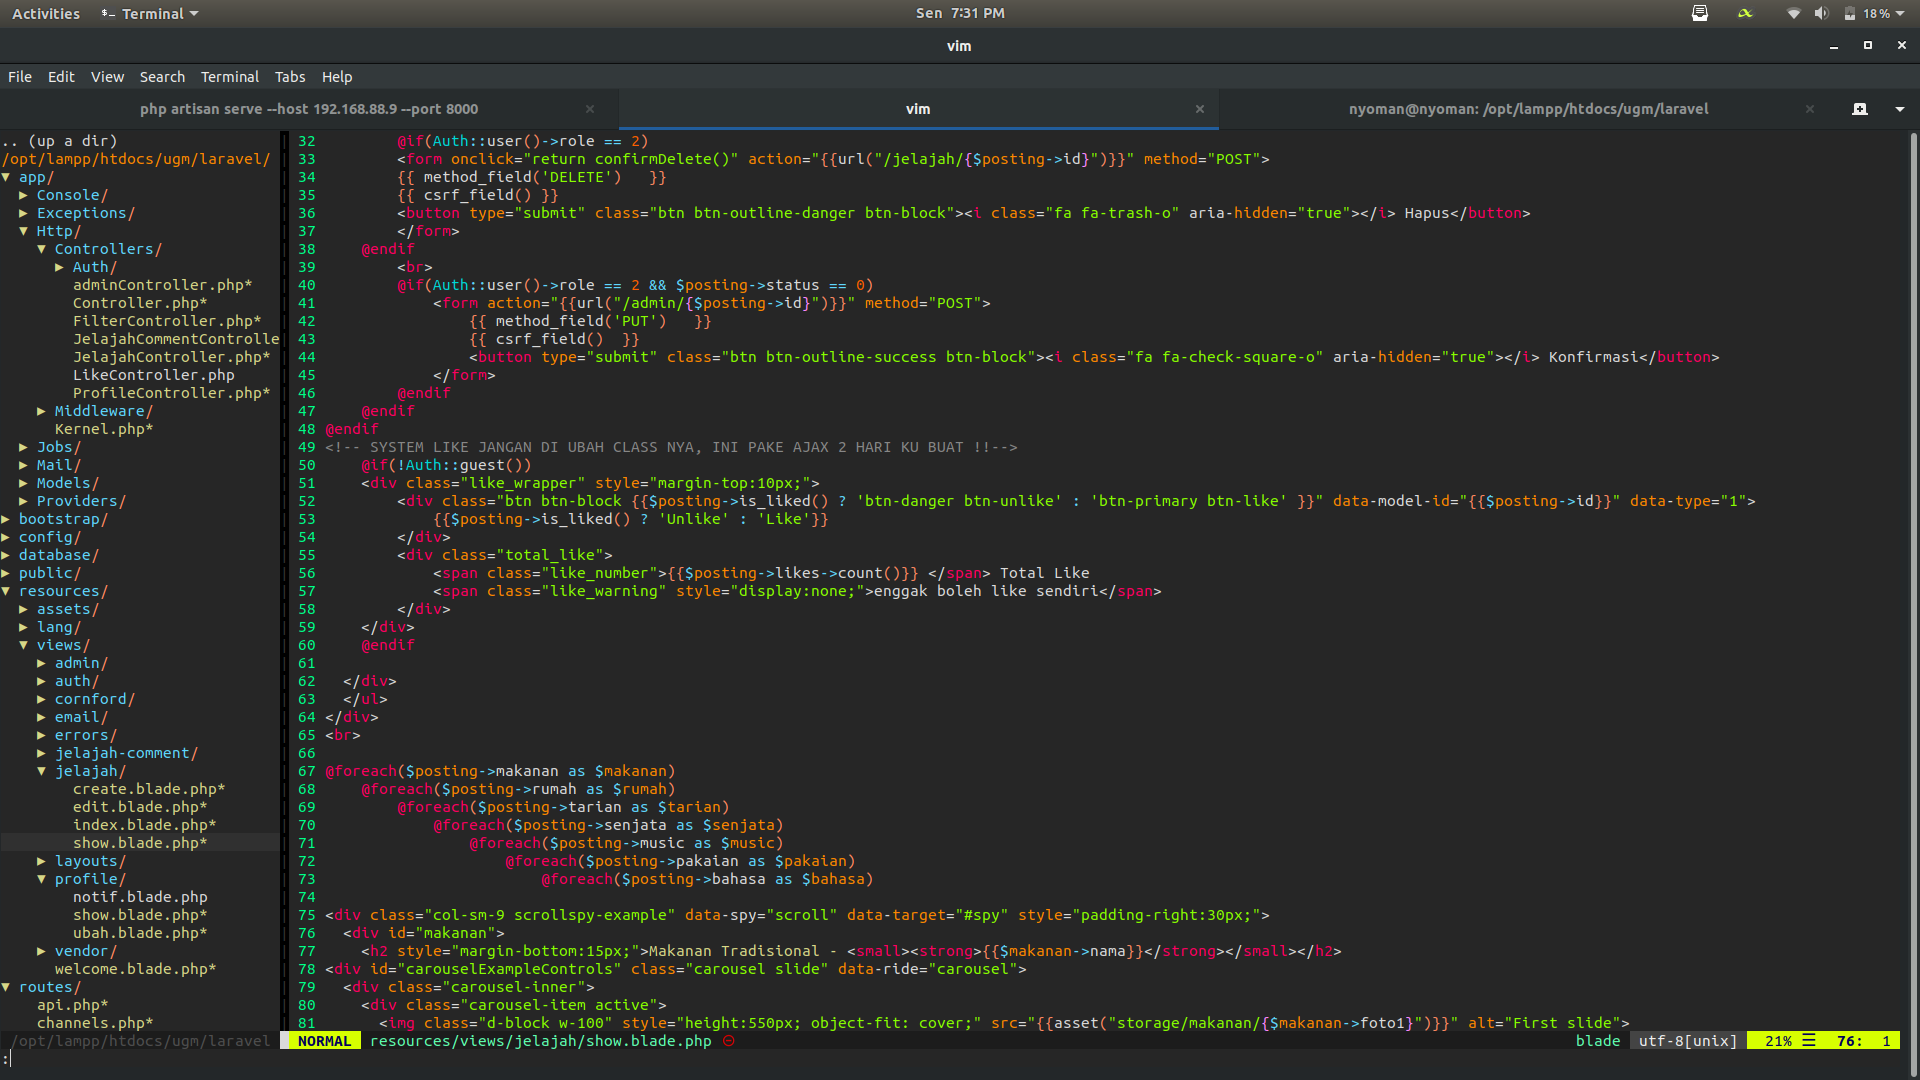 Activities Terminal Sen 7:31 PM 18 %
vim
File Edit View Search Terminal Tabs Help
php artisan serve --host 192.168.88.9 --port 8000 × vim × nyoman@nyoman: /opt/lampp/htdocs/ugm/laravel ×
.. (up a dir)
/opt/lampp/htdocs/ugm/laravel/
▼ app/
▶ Console/
▶ Exceptions/
▼ Http/
▼ Controllers/
▶ Auth/
adminController.php*
Controller.php*
FilterController.php*
JelajahCommentControlle
JelajahController.php*
LikeController.php
ProfileController.php*
▶ Middleware/
Kernel.php*
▶ Jobs/
▶ Mail/
▶ Models/
▶ Providers/
▶ bootstrap/
▶ config/
▶ database/
▶ public/
▼ resources/
▶ assets/
▶ lang/
▼ views/
▶ admin/
▶ auth/
▶ cornford/
▶ email/
▶ errors/
▶ jelajah-comment/
▼ jelajah/
create.blade.php*
edit.blade.php*
index.blade.php*
show.blade.php*
▶ layouts/
▼ profile/
notif.blade.php
show.blade.php*
ubah.blade.php*
▶ vendor/
welcome.blade.php*
▼ routes/
api.php*
channels.php*
32 @if(Auth::user()->role == 2)
33 <form onclick="return confirmDelete()" action="{{url("/jelajah/{$posting->id}")}}" method="POST">
34 {{ method_field('DELETE')   }}
35 {{ csrf_field() }}
36 <button type="submit" class="btn btn-outline-danger btn-block"><i class="fa fa-trash-o" aria-hidden="true"></i> Hapus</button>
37 </form>
38 @endif
39 <br>
40 @if(Auth::user()->role == 2 && $posting->status == 0)
41 <form action="{{url("/admin/{$posting->id}")}}" method="POST">
42 {{ method_field('PUT')   }}
43 {{ csrf_field()  }}
44 <button type="submit" class="btn btn-outline-success btn-block"><i class="fa fa-check-square-o" aria-hidden="true"></i> Konfirmasi</button>
45 </form>
46 @endif
47 @endif
48 @endif
49 <!-- SYSTEM LIKE JANGAN DI UBAH CLASS NYA, INI PAKE AJAX 2 HARI KU BUAT !!-->
50 @if(!Auth::guest())
51 <div class="like_wrapper" style="margin-top:10px;">
52 <div class="btn btn-block {{$posting->is_liked() ? 'btn-danger btn-unlike' : 'btn-primary btn-like' }}" data-model-id="{{$posting->id}}" data-type="1">
53 {{$posting->is_liked() ? 'Unlike' : 'Like'}}
54 </div>
55 <div class="total_like">
56 <span class="like_number">{{$posting->likes->count()}} </span> Total Like
57 <span class="like_warning" style="display:none;">enggak boleh like sendiri</span>
58 </div>
59 </div>
60 @endif
61
62 </div>
63 </ul>
64 </div>
65 <br>
66
67 @foreach($posting->makanan as $makanan)
68 @foreach($posting->rumah as $rumah)
69 @foreach($posting->tarian as $tarian)
70 @foreach($posting->senjata as $senjata)
71 @foreach($posting->music as $music)
72 @foreach($posting->pakaian as $pakaian)
73 @foreach($posting->bahasa as $bahasa)
74
75 <div class="col-sm-9 scrollspy-example" data-spy="scroll" data-target="#spy" style="padding-right:30px;">
76 <div id="makanan">
77 <h2 style="margin-bottom:15px;">Makanan Tradisional - <small><strong>{{$makanan->nama}}</strong></small></h2>
78 <div id="carouselExampleControls" class="carousel slide" data-ride="carousel">
79 <div class="carousel-inner">
80 <div class="carousel-item active">
81 <img class="d-block w-100" style="height:550px; object-fit: cover;" src="{{asset("storage/makanan/{$makanan->foto1}")}}" alt="First slide">
/opt/lampp/htdocs/ugm/laravel NORMAL resources/views/jelajah/show.blade.php blade utf-8[unix] 21% ☰ 76: 1
: